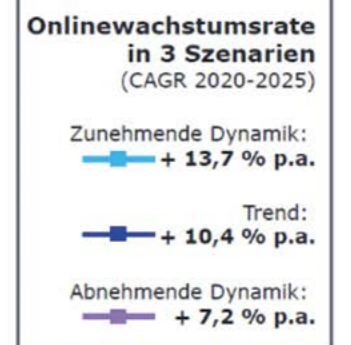 Onlinewachstumsrate
in 3 Szenarien
(CAGR 2020-2025)
Zunehmende Dynamik:
+ 13,7 % p.a.
Trend:
+ 10,4 % p.a.
Abnehmende Dynamik:
+ 7,2 % p.a.